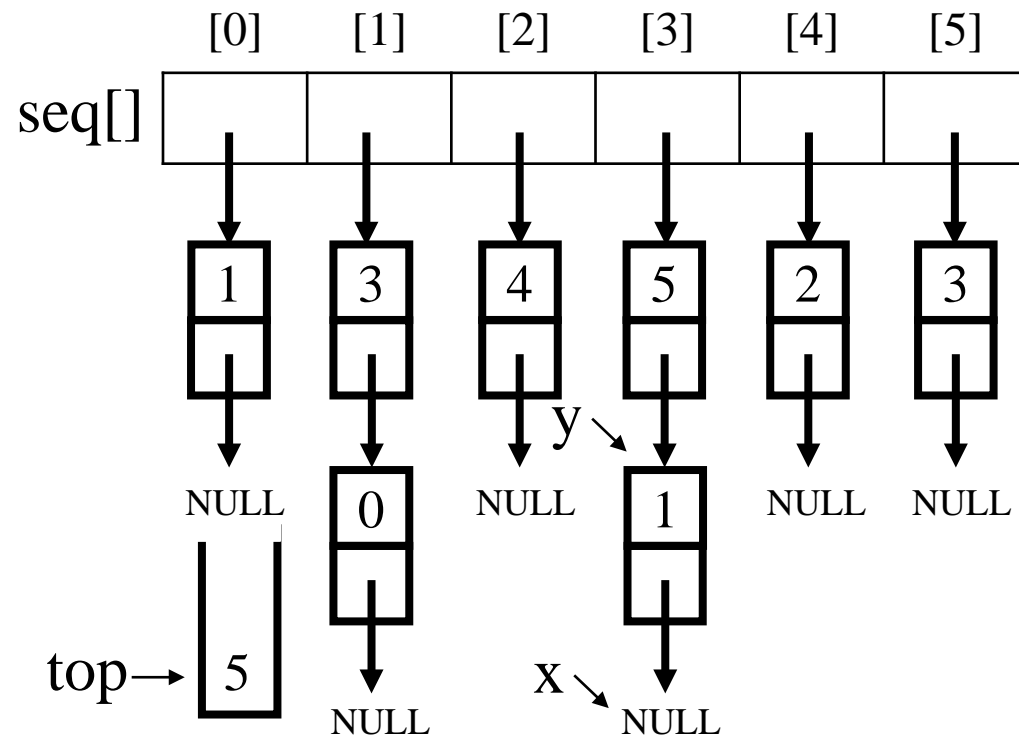 [0] [1] [2] [3] [4] [5]
seq[]
1 3 4 5 2 3
y
NULL 0 NULL 1 NULL NULL
top 5 x
NULL NULL